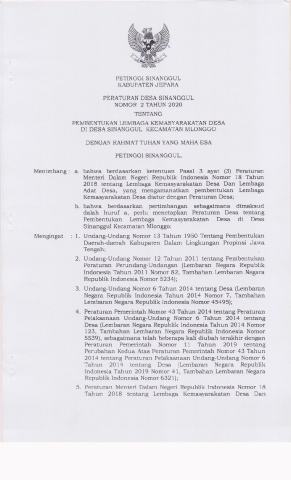 PETINGGI SINANGGUL
KABUPATEN JEPARA
PERATURAN DESA SINANGGUL
NOMOR 2 TAHUN 2020
TENTANG
PEMBENTUKAN LEMBAGA KEMASYARAKATAN DESA
DI DESA SINANGGUL KECAMATAN MLONGGO
DENGAN RAHMAT TUHAN YANG MAHA ESA
PETINGGI SINANGGUL,
Menimbang : a. bahwa berdasarkan ketentuan Pasal 3 ayat (3) Peraturan
Menteri Dalam Negeri Republik Indonesia Nomor 18 Tahun
2018 tentang Lembaga Kemasyarakatan Desa Dan Lembaga
Adat Desa, yang mengamanatkan pembentukan Lembaga
Kemasyarakatan Desa diatur dengan Peraturan Desa;
b. bahwa berdasarkan pertimbangan sebagaimana dimaksud
dalam huruf a, perlu menetapkan Peraturan Desa tentang
Pembentukan Lembaga Kemasyarakatan Desa di Desa
Sinanggul Kecamatan Mlonggo;
Mengingat : 1. Undang-Undang Nomor 13 Tahun 1950 Tentang Pembentukan
Daerah-daerah Kabupaten Dalam Lingkungan Propinsi Jawa
Tengah;
2. Undang-Undang Nomor 12 Tahun 2011 tentang Pembentukan
Peraturan Perundang-Undangan (Lembaran Negara Republik
Indonesia Tahun 2011 Nomor 82, Tambahan Lembaran Negara
Republik Indonesia Nomor 5234);
3. Undang-Undang Nomor 6 Tahun 2014 tentang Desa (Lembaran
Negara Republik Indonesia Tahun 2014 Nomor 7, Tambahan
Lembaran Negara Republik Indonesia Nomor 45495);
4. Peraturan Pemerintah Nomor 43 Tahun 2014 tentang Peraturan
Pelaksanaan Undang-Undang Nomor 6 Tahun 2014 tentang
Desa (Lembaran Negara Republik Indonesia Tahun 2014 Nomor
123, Tambahan Lembaran Negara Republik Indonesia Nomor
5539), sebagaimana telah beberapa kali diubah terakhir dengan
Peraturan Pemerintah Nomor 11 Tahun 2019 tentang
Perubahan Kedua Atas Peraturan Pemerintah Nomor 43 Tahun
2014 tentang Peraturan Pelaksanaan Undang-Undang Nomor 6
Tahun 2014 tentang Desa (Lembaran Negara Republik
Indonesia Tahun 2019 Nomor 41, Tambahan Lembaran Negara
Republik Indonesia Nomor 6321);
5. Peraturan Menteri Dalam Negeri Republik Indonesia Nomor 18
Tahun 2018 tentang Lembaga Kemasyarakatan Desa Dan